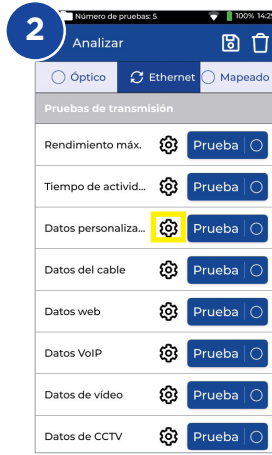 2
Número de pruebas: 5 100% 14:29
Analizar
Óptico Ethernet Mapeado
Pruebas de transmisión
Rendimiento máx. Prueba
Tiempo de activid... Prueba
Datos personaliza... Prueba
Datos del cable Prueba
Datos web Prueba
Datos VoIP Prueba
Datos de vídeo Prueba
Datos de CCTV Prueba